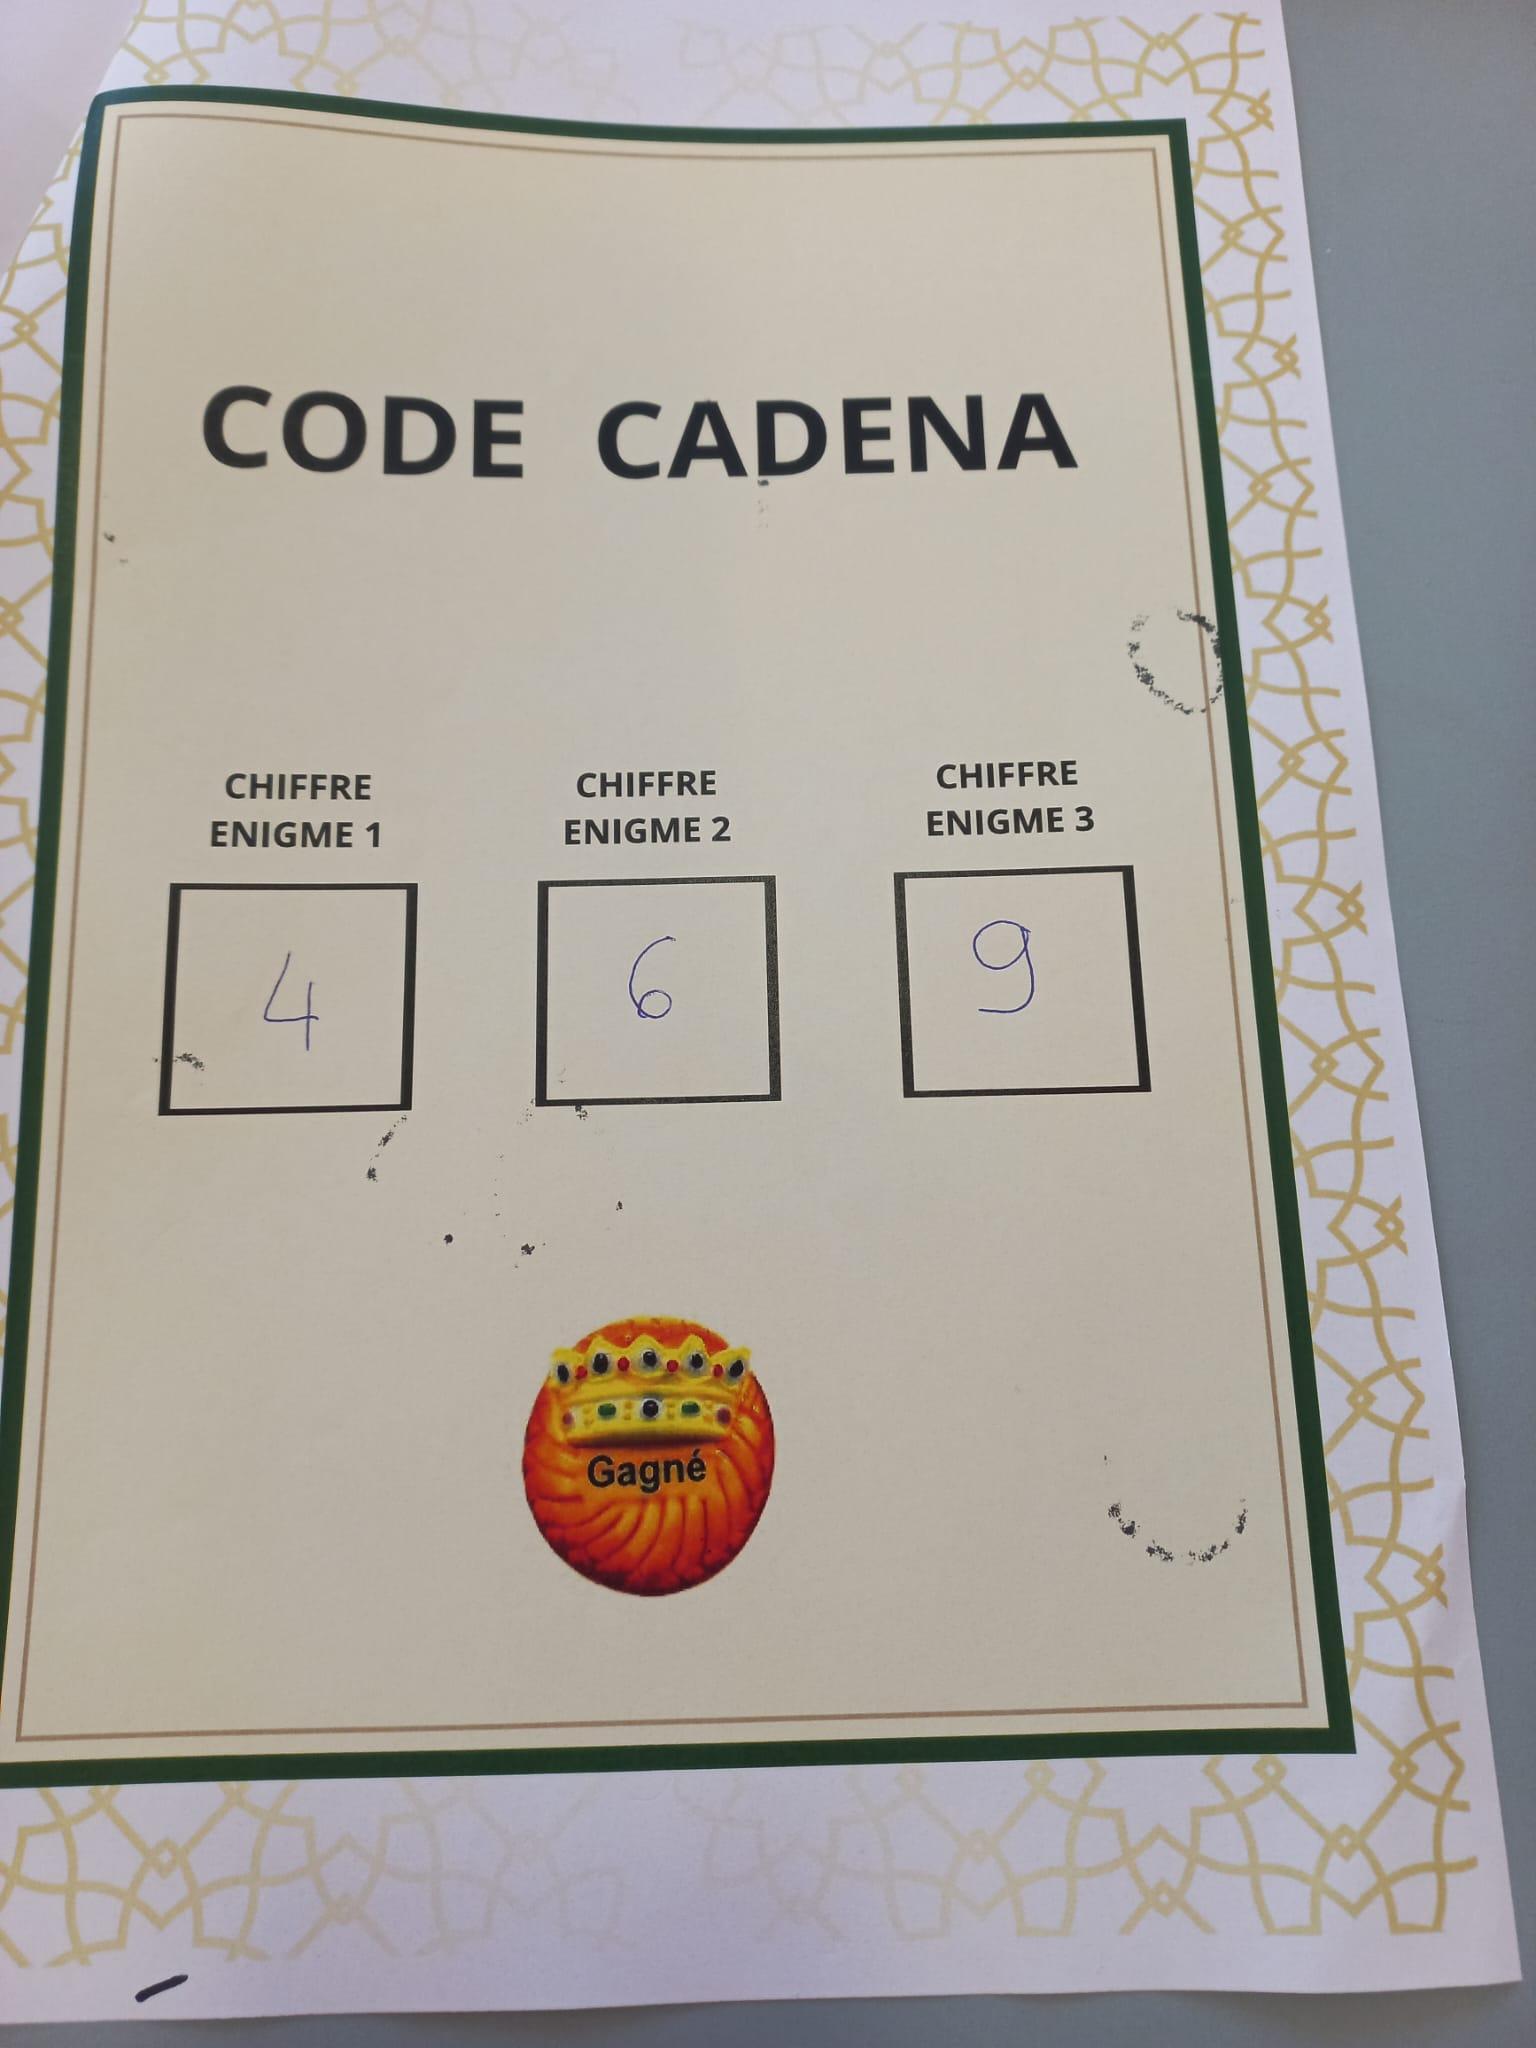 CODE CADENA
CHIFFRE
ENIGME 1
CHIFFRE
ENIGME 2
CHIFFRE
ENIGME 3
4
6
9
Gagné